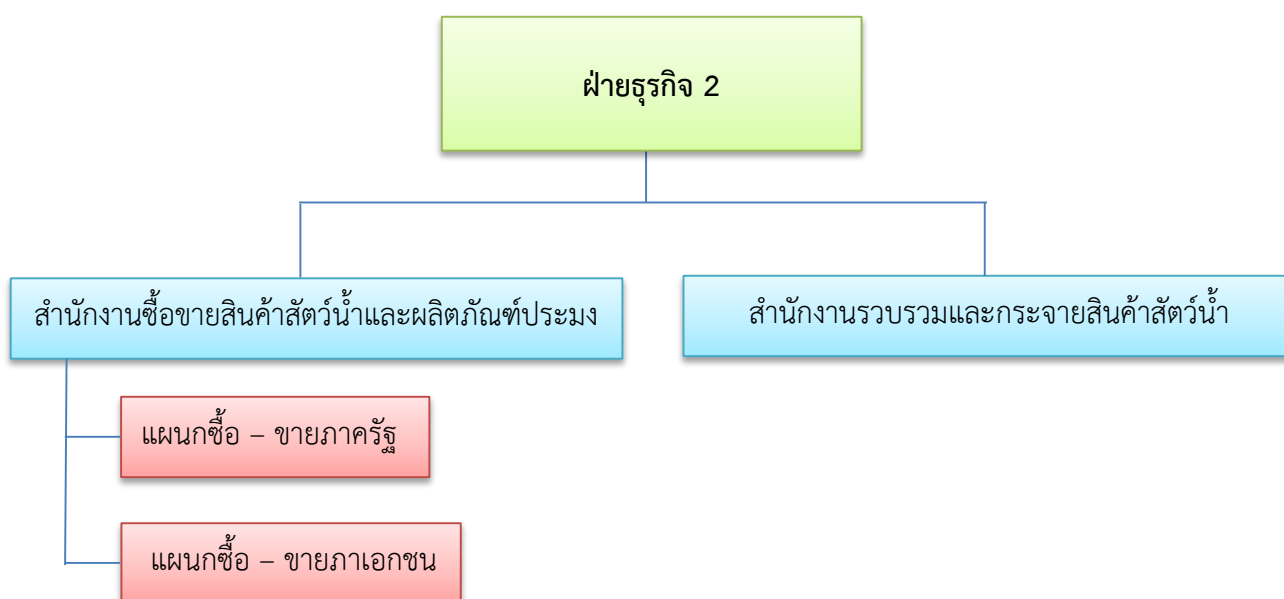 ฝ่ายธุรกิจ 2
สำนักงานซื้อขายสินค้าสัตว์น้ำและผลิตภัณฑ์ประมง
สำนักงานรวบรวมและกระจายสินค้าสัตว์น้ำ
แผนกซื้อ – ขายภาครัฐ
แผนกซื้อ – ขายภาเอกชน